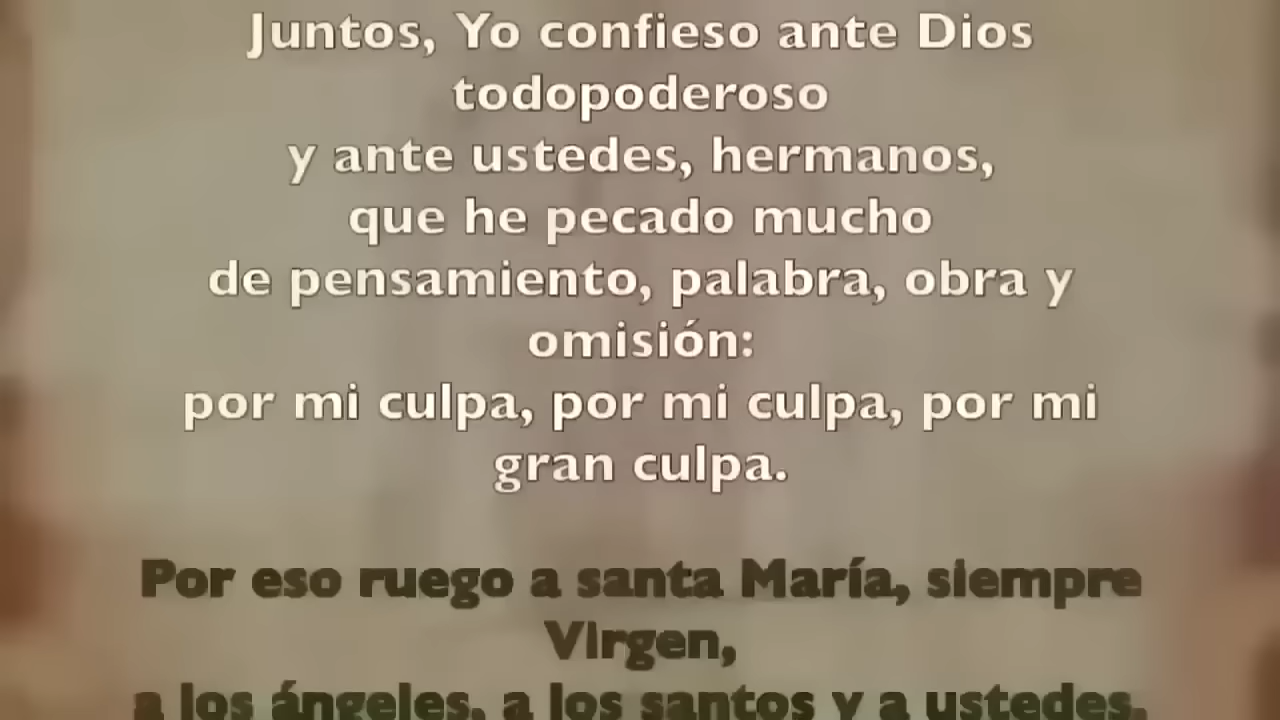 Juntos, Yo confieso ante Dios
todopoderoso
y ante ustedes, hermanos,
que he pecado mucho
de pensamiento, palabra, obra y
omisión:
por mi culpa, por mi culpa, por mi
gran culpa.
Por eso ruego a santa María, siempre
Virgen,
a los ángeles, a los santos y a ustedes,